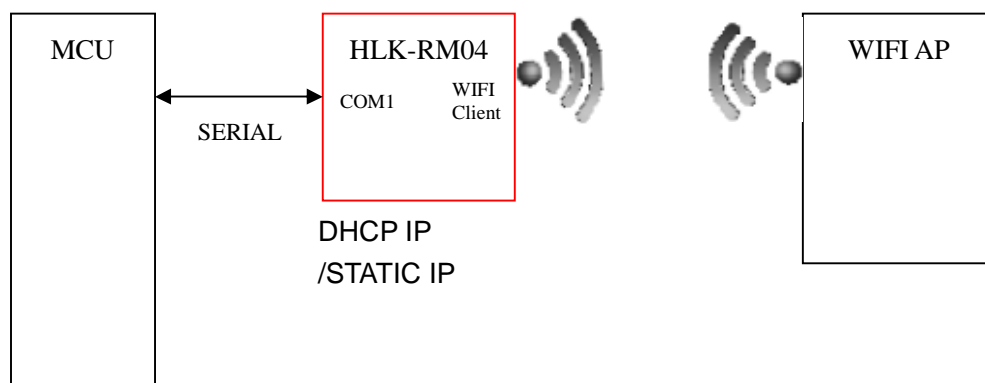 MCU
HLK-RM04
WIFI AP
COM1
WIFI
Client
SERIAL
DHCP IP
/STATIC IP